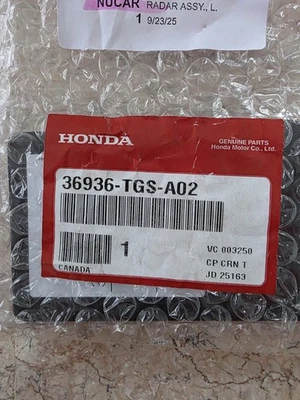 NUCAR RADAR ASSY., L.
1 9/23/25
HONDA
GENUINE PARTS
Honda Motor Co., Ltd.
36936-TGS-A02
1
VC 003250
CP CRN T
CANADA
JD 25163